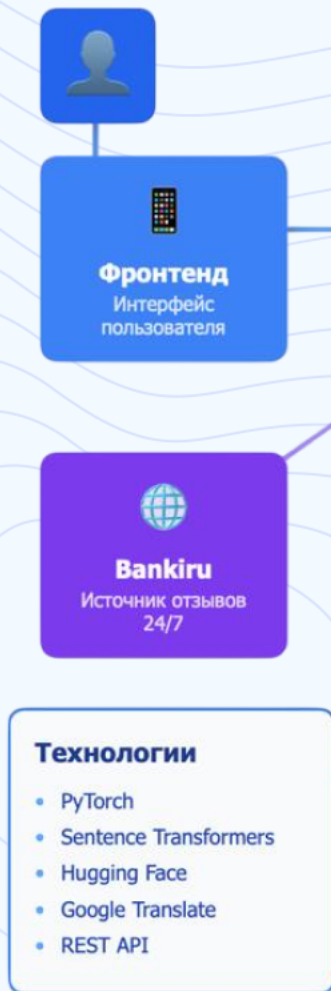 Фронтенд
Интерфейс
пользователя
Bankiru
Источник отзывов
24/7
Технологии
• PyTorch
• Sentence Transformers
• Hugging Face
• Google Translate
• REST API